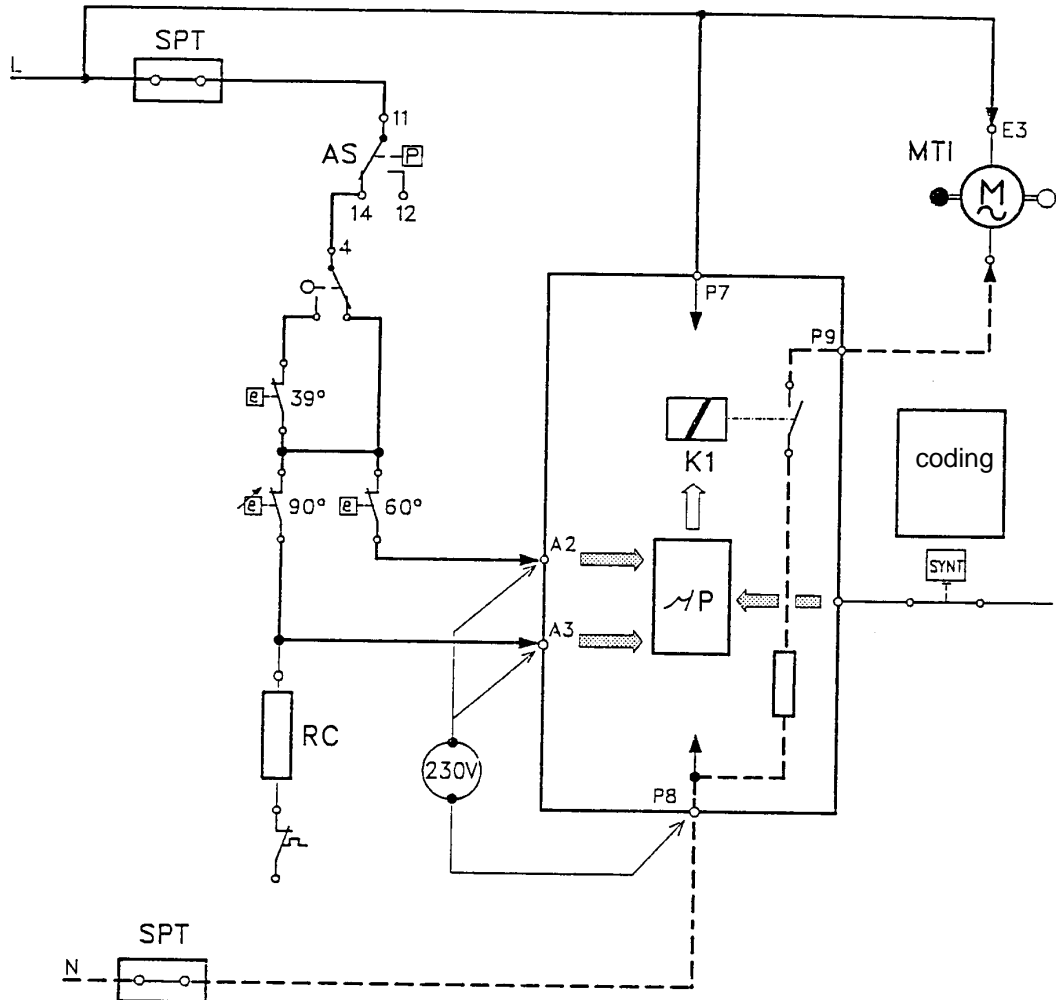 SPT
L
11
AS
P
14
12
4
E3
MTI
M
P7
P9
K1
coding
e
39°
e
90°
e
60°
A2
SYNT
μP
A3
RC
230V
P8
SPT
N